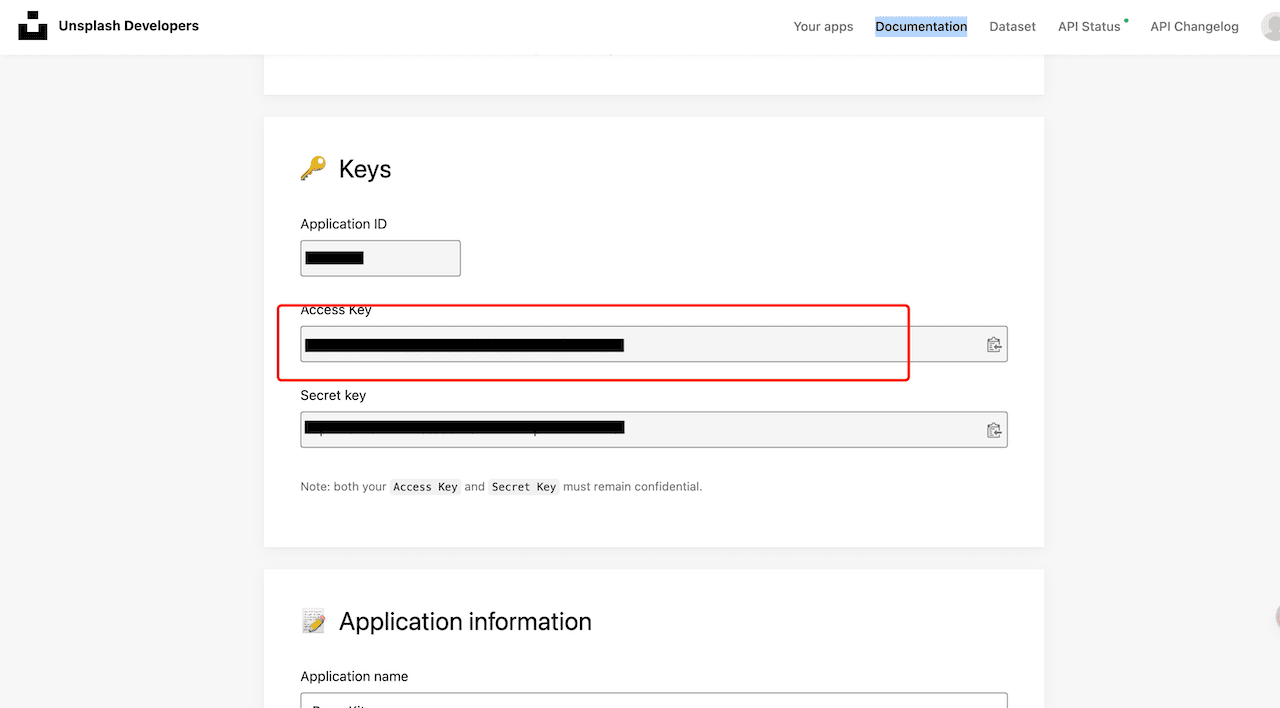 Unsplash Developers
Your apps Documentation Dataset API Status API Changelog
Keys
Application ID
Access Key
Secret key
Note: both your Access Key and Secret Key must remain confidential.
Application information
Application name